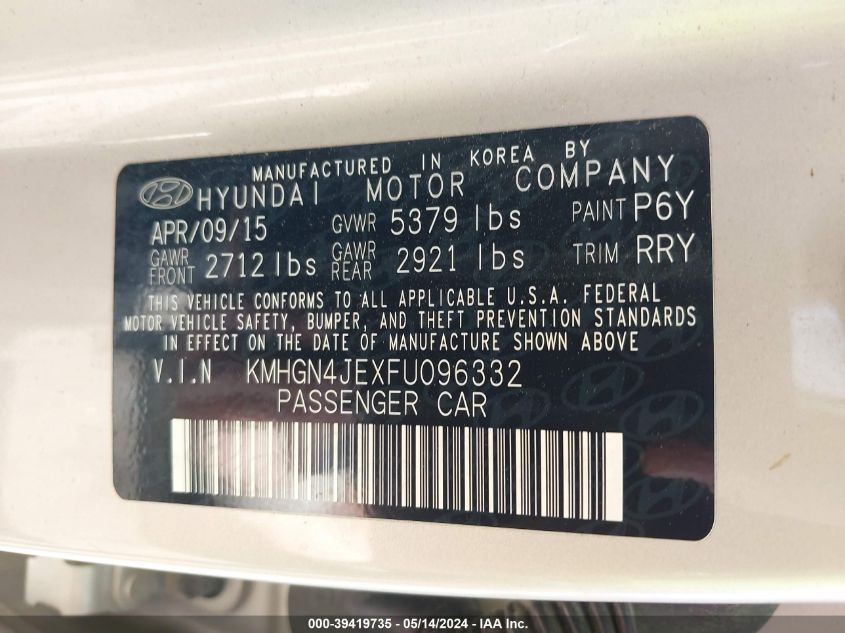 MANUFACTURED IN KOREA BY
HYUNDAI MOTOR COMPANY
APR/09/15 GVWR 5379 lbs PAINT P6Y
GAWR FRONT 2712 lbs GAWR REAR 2921 lbs TRIM RRY
THIS VEHICLE CONFORMS TO ALL APPLICABLE U.S.A. FEDERAL
MOTOR VEHICLE SAFETY, BUMPER, AND THEFT PREVENTION STANDARDS
IN EFFECT ON THE DATE OF MANUFACTURE SHOWN ABOVE
V.I.N KMHGN4JEXFU096332
PASSENGER CAR
000-39419735 - 05/14/2024 - IAA Inc.